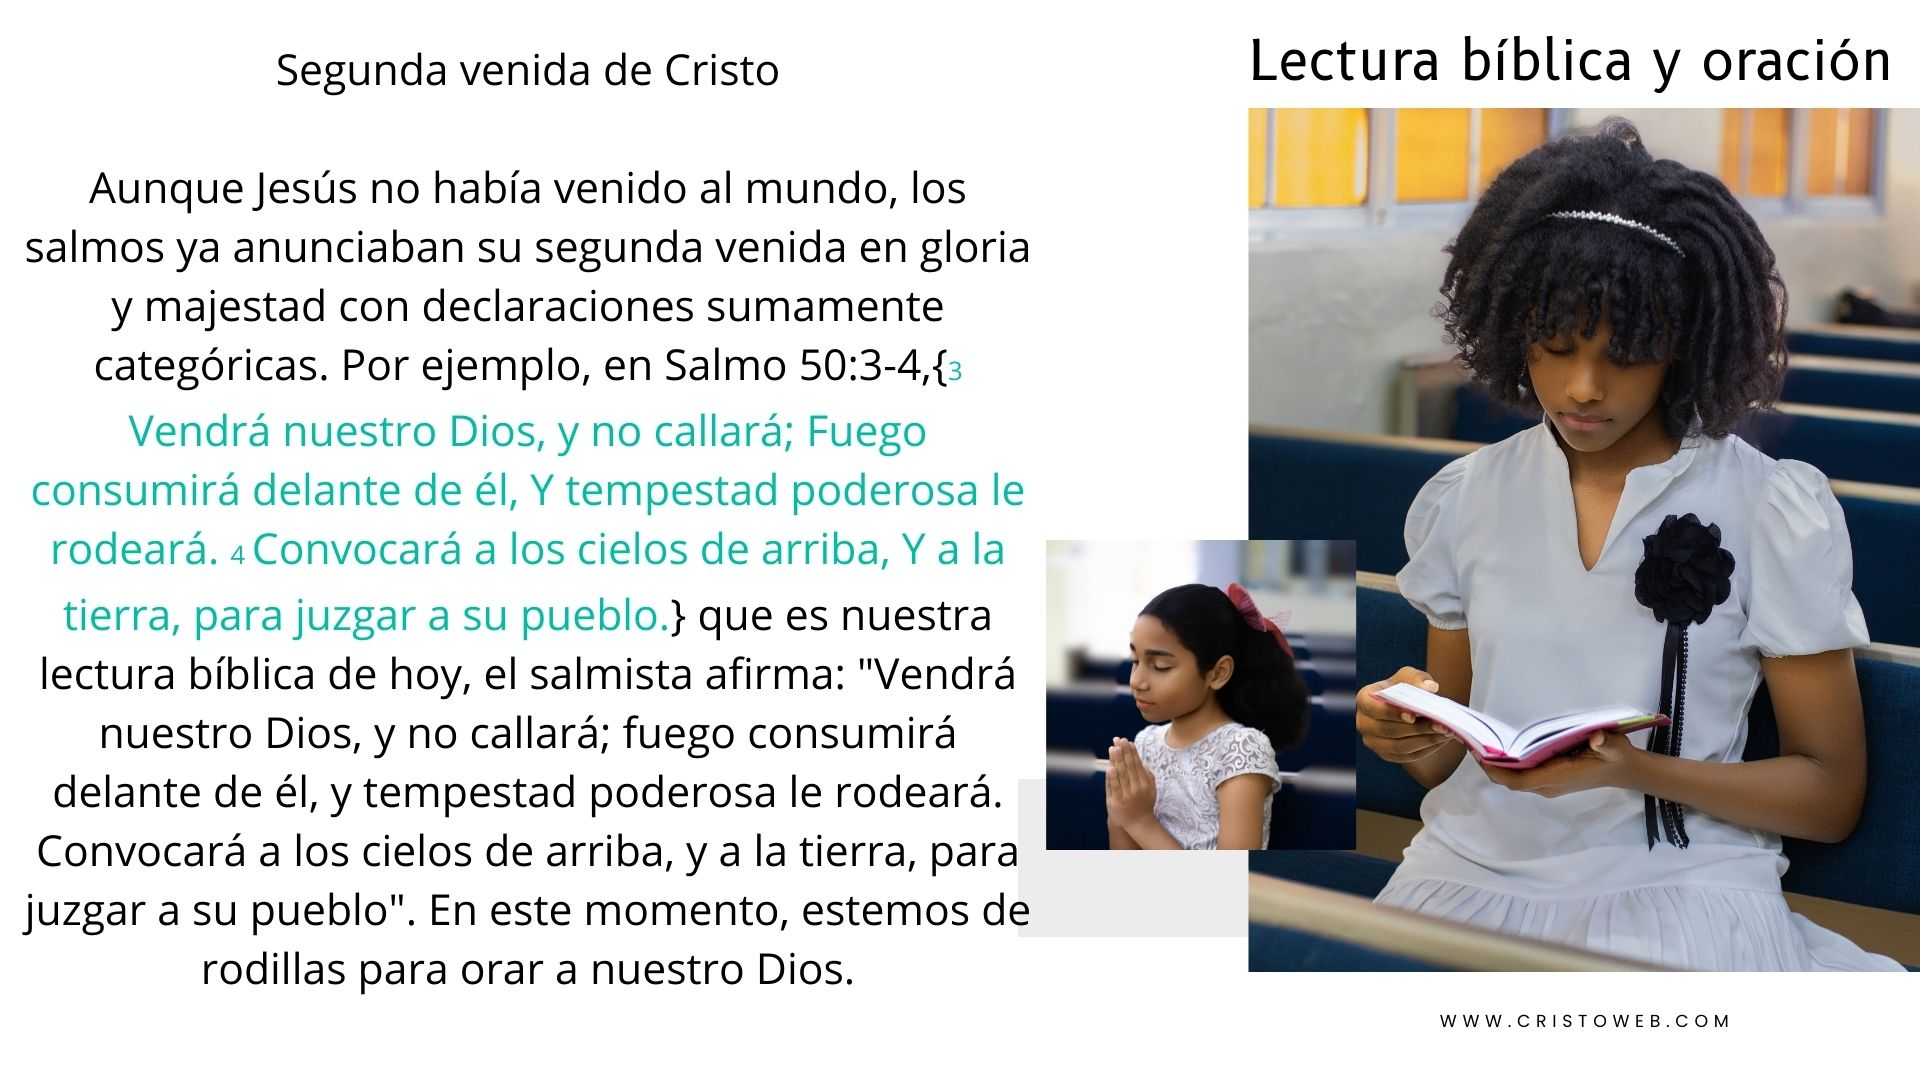 Segunda venida de Cristo
Aunque Jesús no había venido al mundo, los
salmos ya anunciaban su segunda venida en gloria
y majestad con declaraciones sumamente
categóricas. Por ejemplo, en Salmo 50:3-4,{3
Vendrá nuestro Dios, y no callará; Fuego
consumirá delante de él, Y tempestad poderosa le
rodeará. 4 Convocará a los cielos de arriba, Y a la
tierra, para juzgar a su pueblo.} que es nuestra
lectura bíblica de hoy, el salmista afirma: "Vendrá
nuestro Dios, y no callará; fuego consumirá
delante de él, y tempestad poderosa le rodeará.
Convocará a los cielos de arriba, y a la tierra, para
juzgar a su pueblo". En este momento, estemos de
rodillas para orar a nuestro Dios.
Lectura bíblica y oración
WWW.CRISTOWEB.COM